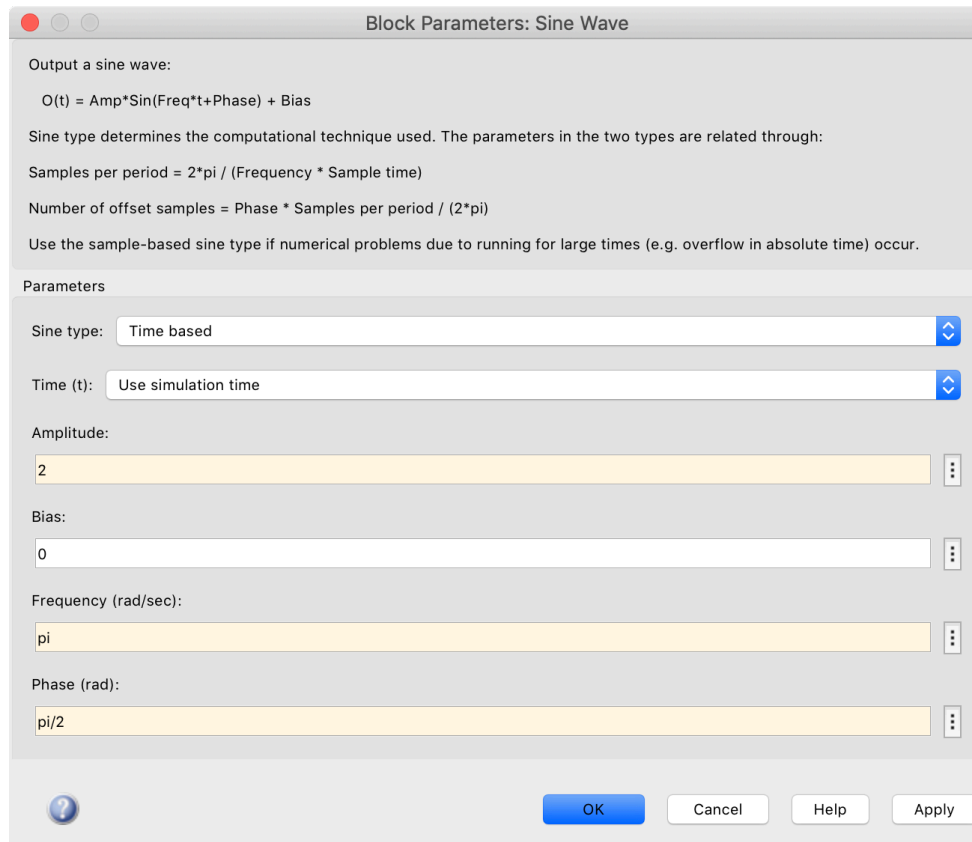 Block Parameters: Sine Wave
Output a sine wave:
O(t) = Amp*Sin(Freq*t+Phase) + Bias
Sine type determines the computational technique used. The parameters in the two types are related through:
Samples per period = 2*pi / (Frequency * Sample time)
Number of offset samples = Phase * Samples per period / (2*pi)
Use the sample-based sine type if numerical problems due to running for large times (e.g. overflow in absolute time) occur.
Parameters
Sine type: Time based
Time (t): Use simulation time
Amplitude:
2
Bias:
0
Frequency (rad/sec):
pi
Phase (rad):
pi/2
? OK Cancel Help Apply